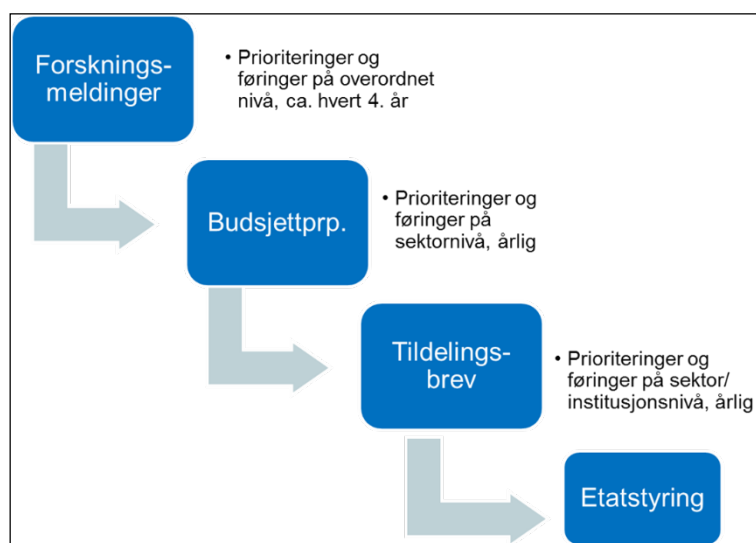 Forsknings-
meldinger
• Prioriteringer og
føringer på overordnet
nivå, ca. hvert 4. år
Budsjettprp.
• Prioriteringer og
føringer på
sektornivå, årlig
Tildelings-
brev
• Prioriteringer og
føringer på sektor/
institusjonsnivå, årlig
Etatstyring